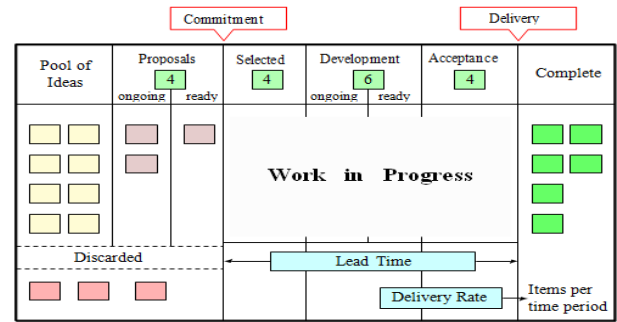 Commitment
Delivery
Pool of
Ideas
Proposals
4
ongoing ready
Selected
4
Development
6
ongoing ready
Acceptance
4
Complete
Work in Progress
Discarded
Lead Time
Delivery Rate
Items per
time period